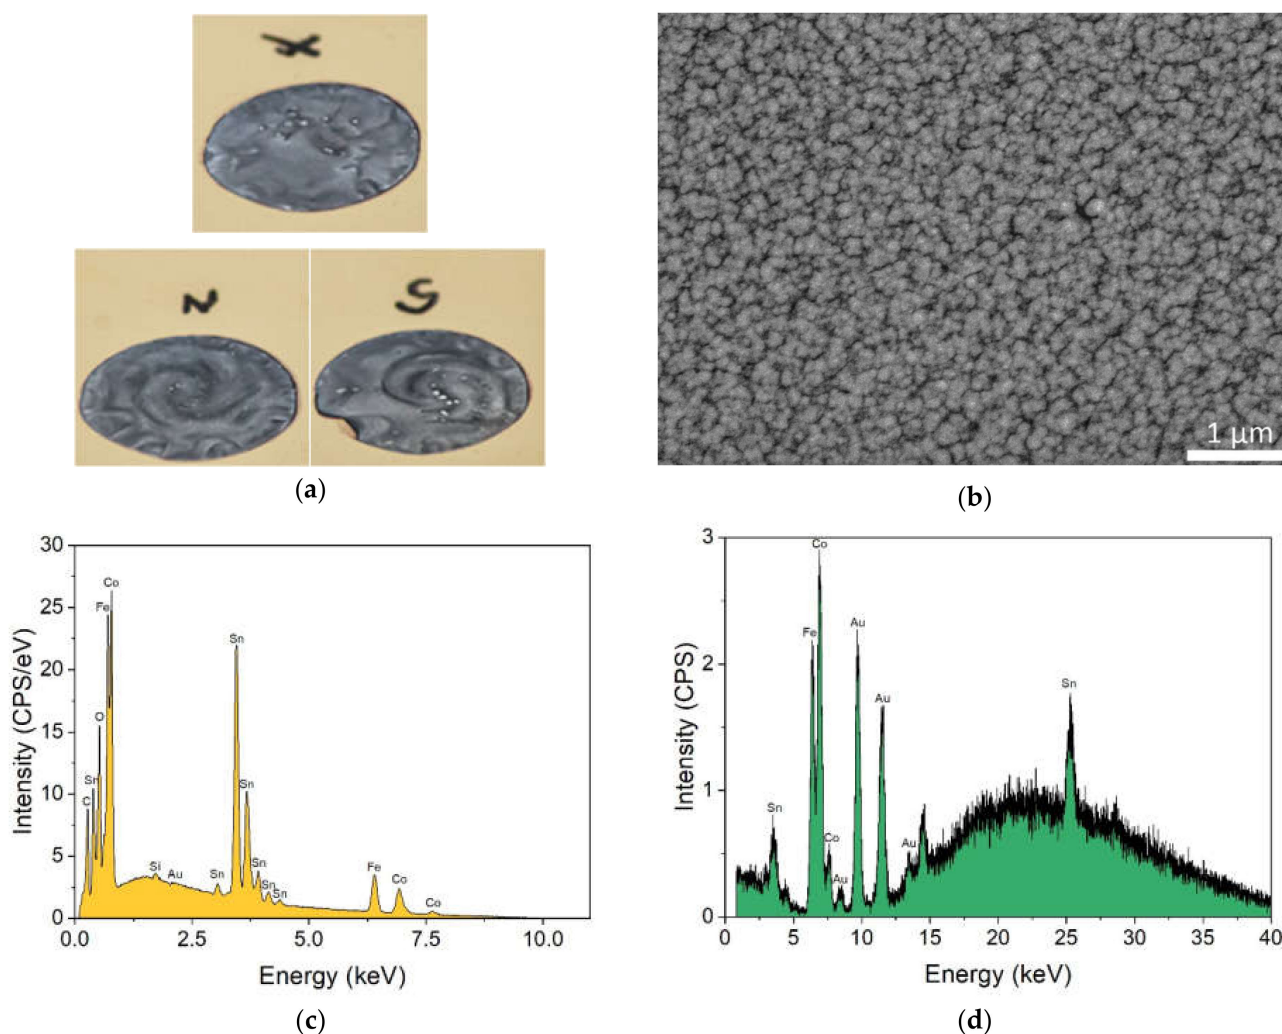 N
S
(a)
1 µm
(b)
30
25
20
15
10
5
0
Intensity (CPS/eV)
C
Sn
O
Fe
Co
Si
Au
Sn
Sn
Sn
Sn
Sn
Sn
Fe
Co
Co
0.0
2.5
5.0
7.5
10.0
Energy (keV)
(c)
3
2
1
0
Intensity (CPS)
Sn
Fe
Co
Co
Au
Au
Au
Au
Sn
0
5
10
15
20
25
30
35
40
Energy (keV)
(d)